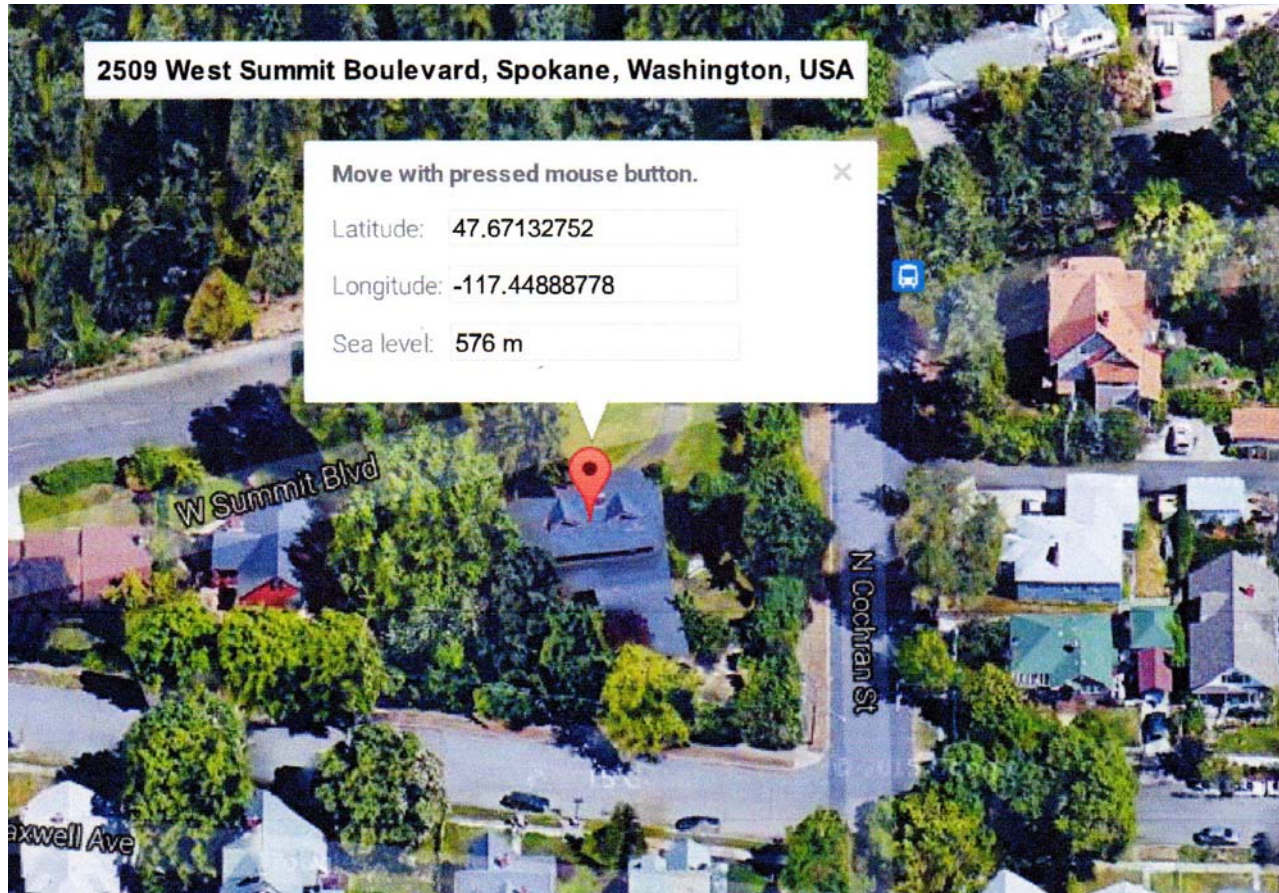 2509 West Summit Boulevard, Spokane, Washington, USA
Move with pressed mouse button. ×
Latitude: 47.67132752
Longitude: -117.44888778
Sea level: 576 m
W Summit Blvd
N Cochran St
axwell Ave